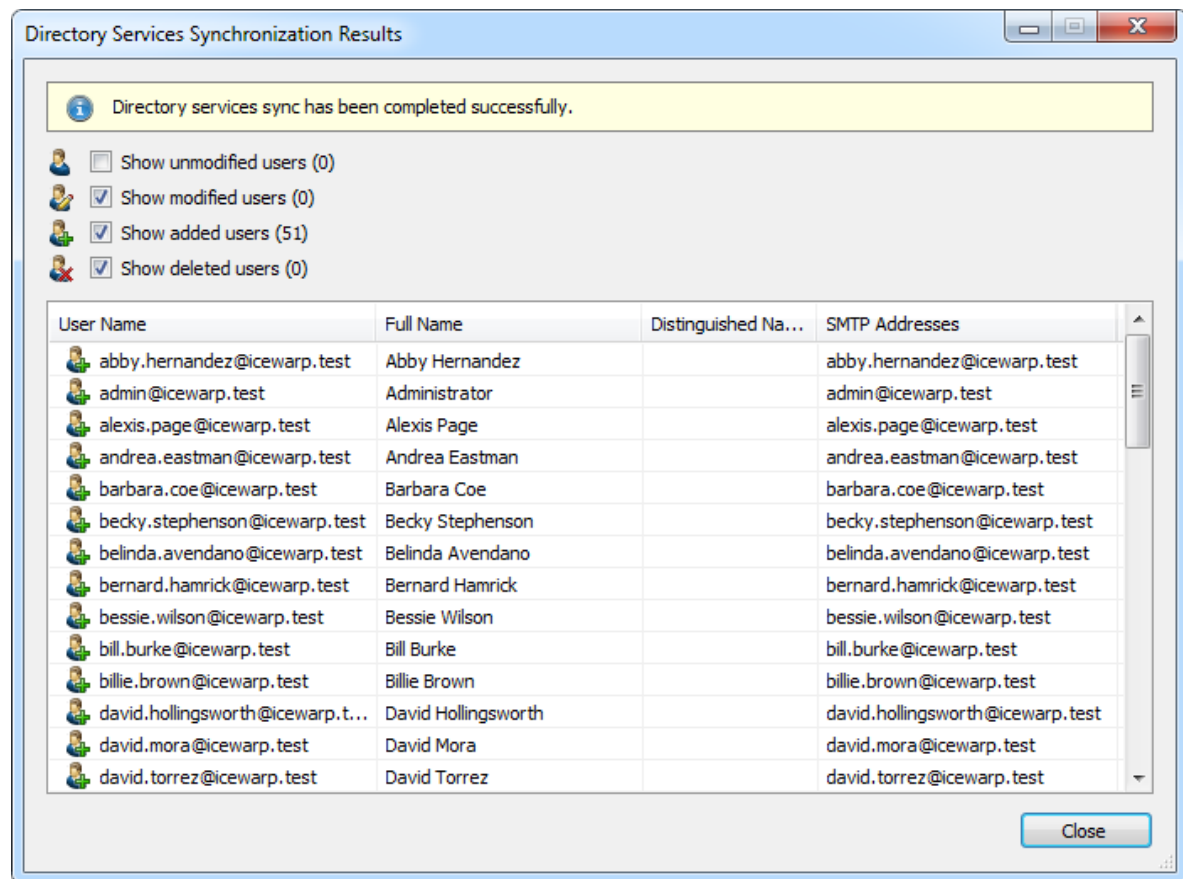 Directory Services Synchronization Results
Directory services sync has been completed successfully.
Show unmodified users (0)
Show modified users (0)
Show added users (51)
Show deleted users (0)
User Name Full Name Distinguished Na... SMTP Addresses
abby.hernandez@icewarp.test Abby Hernandez abby.hernandez@icewarp.test
admin@icewarp.test Administrator admin@icewarp.test
alexis.page@icewarp.test Alexis Page alexis.page@icewarp.test
andrea.eastman@icewarp.test Andrea Eastman andrea.eastman@icewarp.test
barbara.coe@icewarp.test Barbara Coe barbara.coe@icewarp.test
becky.stephenson@icewarp.test Becky Stephenson becky.stephenson@icewarp.test
belinda.avendano@icewarp.test Belinda Avendano belinda.avendano@icewarp.test
bernard.hamrick@icewarp.test Bernard Hamrick bernard.hamrick@icewarp.test
bessie.wilson@icewarp.test Bessie Wilson bessie.wilson@icewarp.test
bill.burke@icewarp.test Bill Burke bill.burke@icewarp.test
billie.brown@icewarp.test Billie Brown billie.brown@icewarp.test
david.hollingsworth@icewarp.t... David Hollingsworth david.hollingsworth@icewarp.test
david.mora@icewarp.test David Mora david.mora@icewarp.test
david.torrez@icewarp.test David Torrez david.torrez@icewarp.test
Close